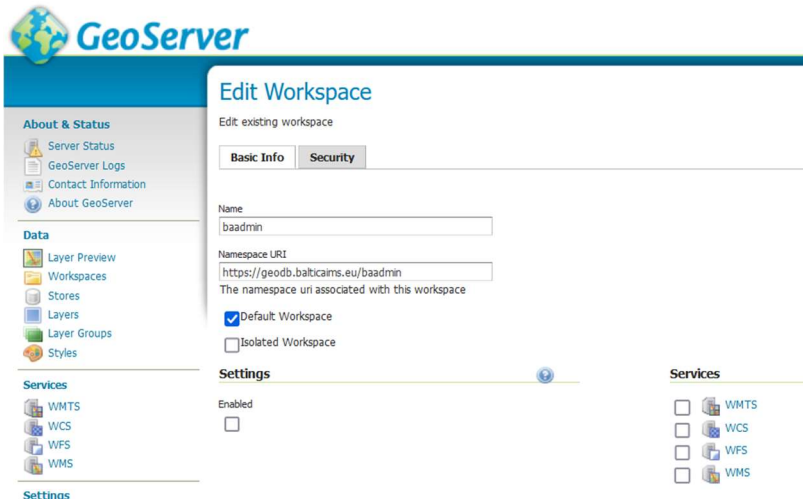 GeoServer
Edit Workspace
Edit existing workspace
Basic Info
Security
About & Status
Server Status
GeoServer Logs
Contact Information
About GeoServer
Data
Layer Preview
Workspaces
Stores
Layers
Layer Groups
Styles
Services
WMTS
WCS
WFS
WMS
Settings
Name
baadmin
Namespace URI
https://geodb.balticaims.eu/baadmin
The namespace uri associated with this workspace
Default Workspace
Isolated Workspace
Settings
Enabled
Services
WMTS
WCS
WFS
WMS